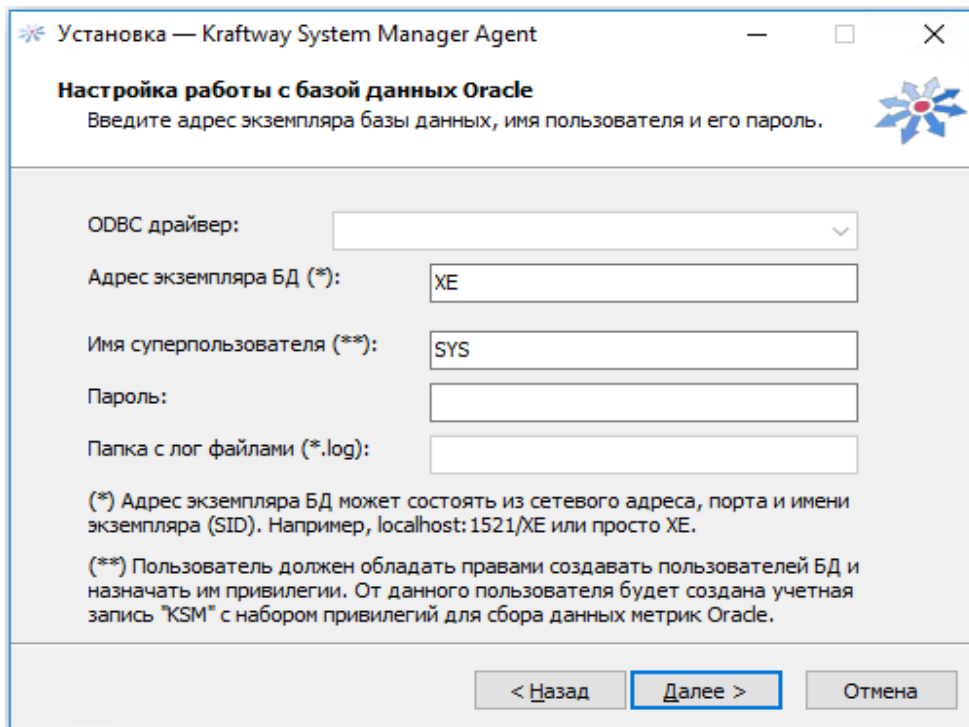 Установка — Kraftway System Manager Agent
Настройка работы с базой данных Oracle
Введите адрес экземпляра базы данных, имя пользователя и его пароль.
ODBC драйвер:
Адрес экземпляра БД (*): XE
Имя суперпользователя (**): SYS
Пароль:
Папка с лог файлами (*.log):
(*) Адрес экземпляра БД может состоять из сетевого адреса, порта и имени
экземпляра (SID). Например, localhost:1521/XE или просто XE.
(**) Пользователь должен обладать правами создавать пользователей БД и
назначать им привилегии. От данного пользователя будет создана учетная
запись "KSM" с набором привилегий для сбора данных метрик Oracle.
< Назад Далее > Отмена